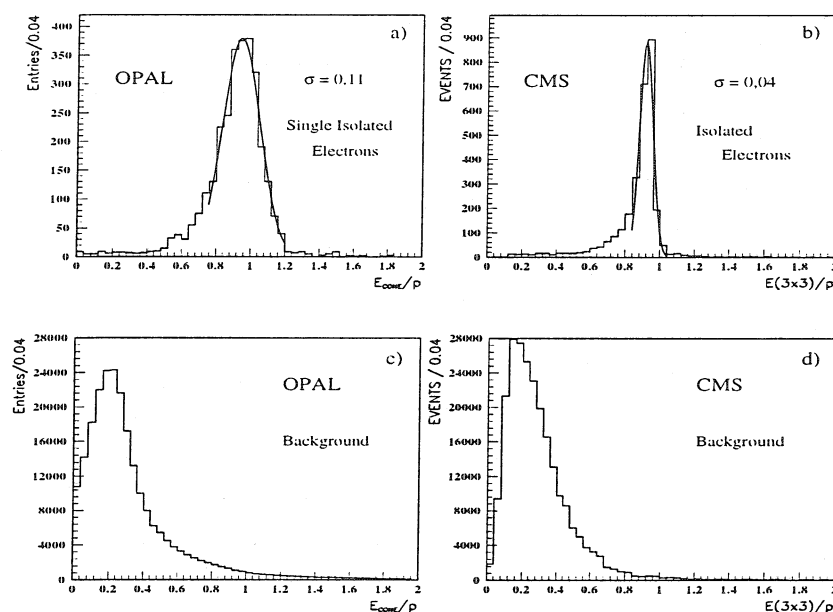 a)
OPAL
σ = 0.11
Single Isolated
Electrons
Entries/0.04
400
350
300
250
200
150
100
50
0
0 0.2 0.4 0.6 0.8 1 1.2 1.4 1.6 1.8 2
E_CONE/p
b)
CMS
σ = 0,04
Isolated
Electrons
EVENTS / 0.04
900
800
700
600
500
400
300
200
100
0
0 0.2 0.4 0.6 0.8 1 1.2 1.4 1.6 1.8 2
E(3x3)/p
c)
OPAL
Background
Entries/0.04
28000
24000
20000
16000
12000
8000
4000
0
0 0.2 0.4 0.6 0.8 1 1.2 1.4 1.6 1.8 2
E_CONE/p
d)
CMS
Background
EVENTS / 0.04
28000
24000
20000
16000
12000
8000
4000
0
0 0.2 0.4 0.6 0.8 1 1.2 1.4 1.6 1.8 2
E(3x3)/p